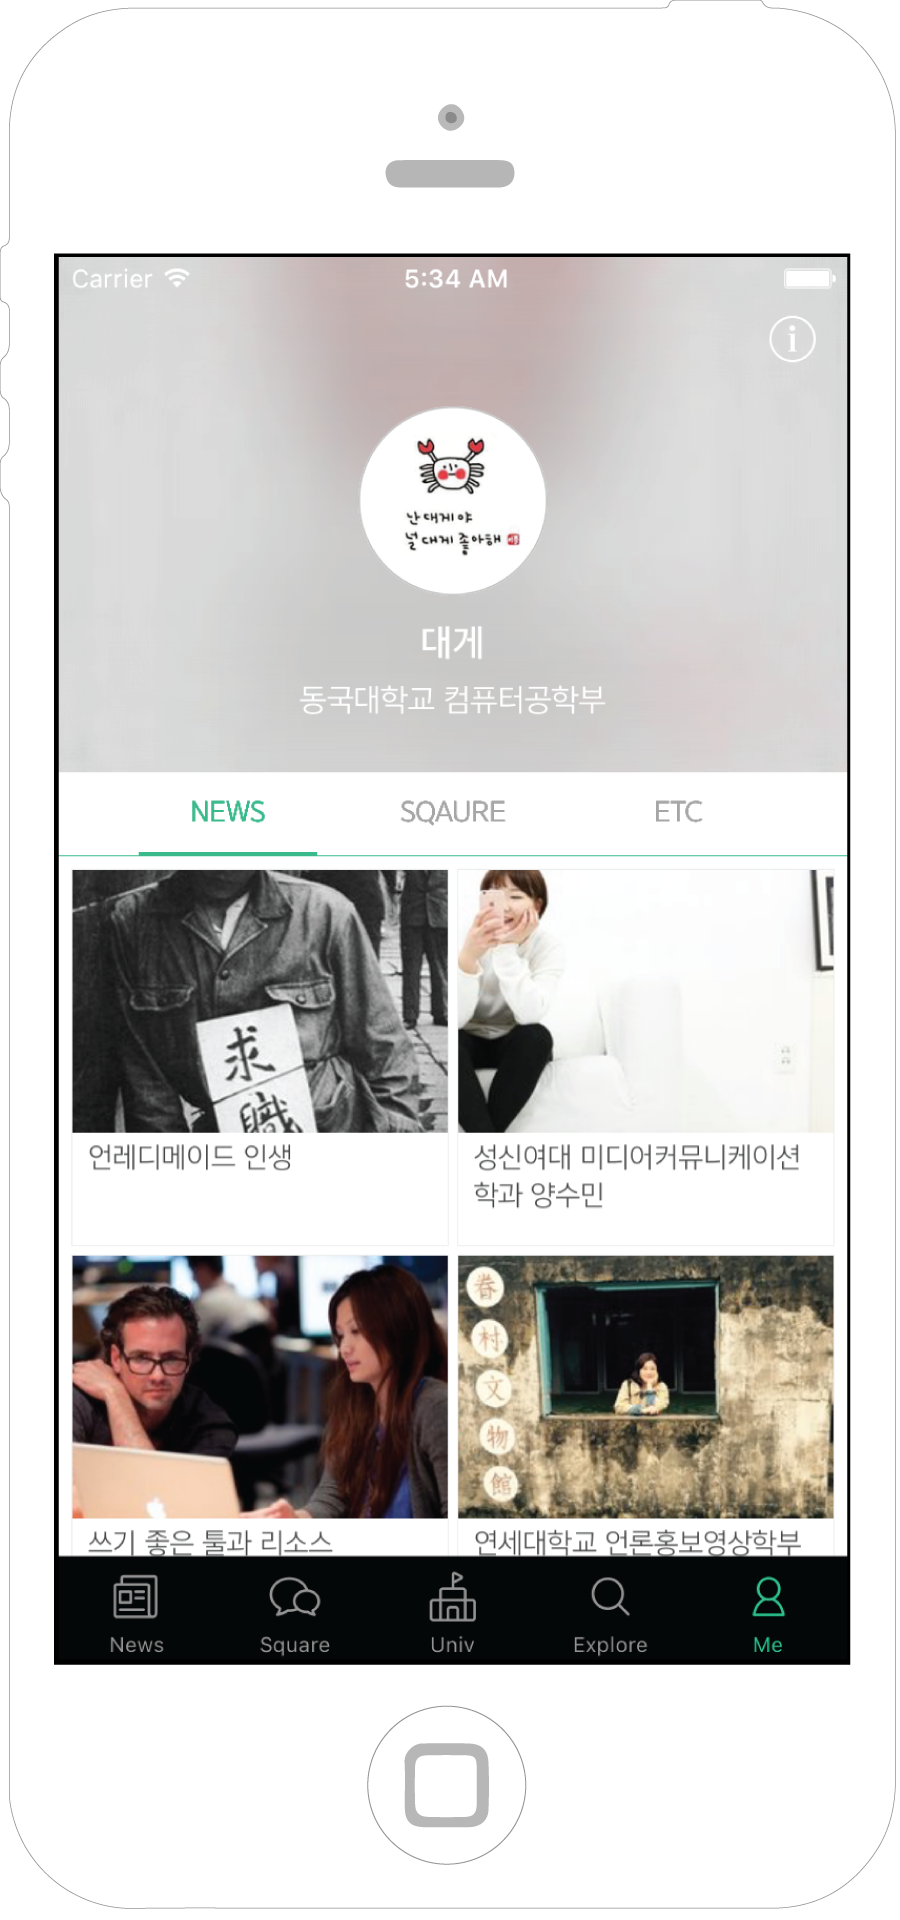 Carrier
5:34 AM
i
난 대게야
널 대게 좋아해
대게
동국대학교 컴퓨터공학부
NEWS
SQAURE
ETC
求
職
언레디메이드 인생
성신여대 미디어커뮤니케이션
학과 양수민
眷
村
文
物
館
쓰기 좋은 툴과 리소스
연세대학교 언론홍보영상학부
News
Square
Univ
Explore
Me